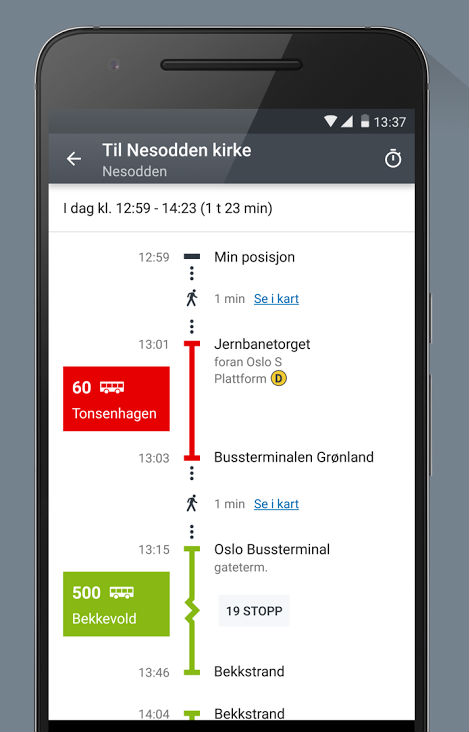 13:37
Til Nesodden kirke
Nesodden
I dag kl. 12:59 - 14:23 (1 t 23 min)
12:59 Min posisjon
1 min Se i kart
13:01 Jernbanetorget
foran Oslo S
Plattform D
60
Tonsenhagen
13:03 Bussterminalen Grønland
1 min Se i kart
13:15 Oslo Bussterminal
gateterm.
500
Bekkevold
19 STOPP
13:46 Bekkstrand
14:04 Bekkstrand